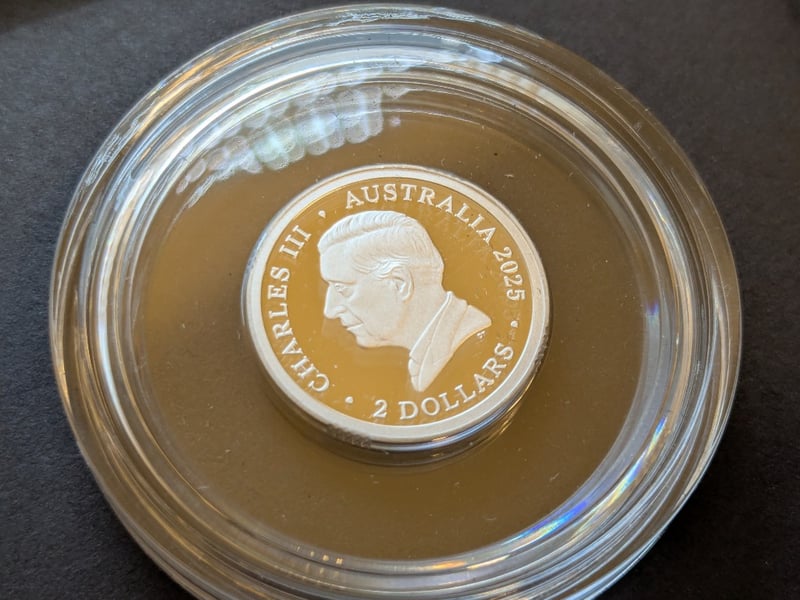 CHARLES III • AUSTRALIA 2025 • 2 DOLLARS •